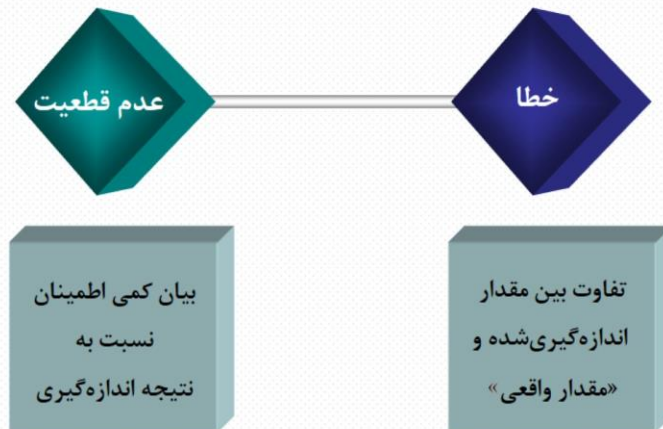 خطا
عدم قطعیت
تفاوت بین مقدار
اندازه‌گیری‌شده و
«مقدار واقعی»
بیان کمی اطمینان
نسبت به
نتیجه اندازه‌گیری